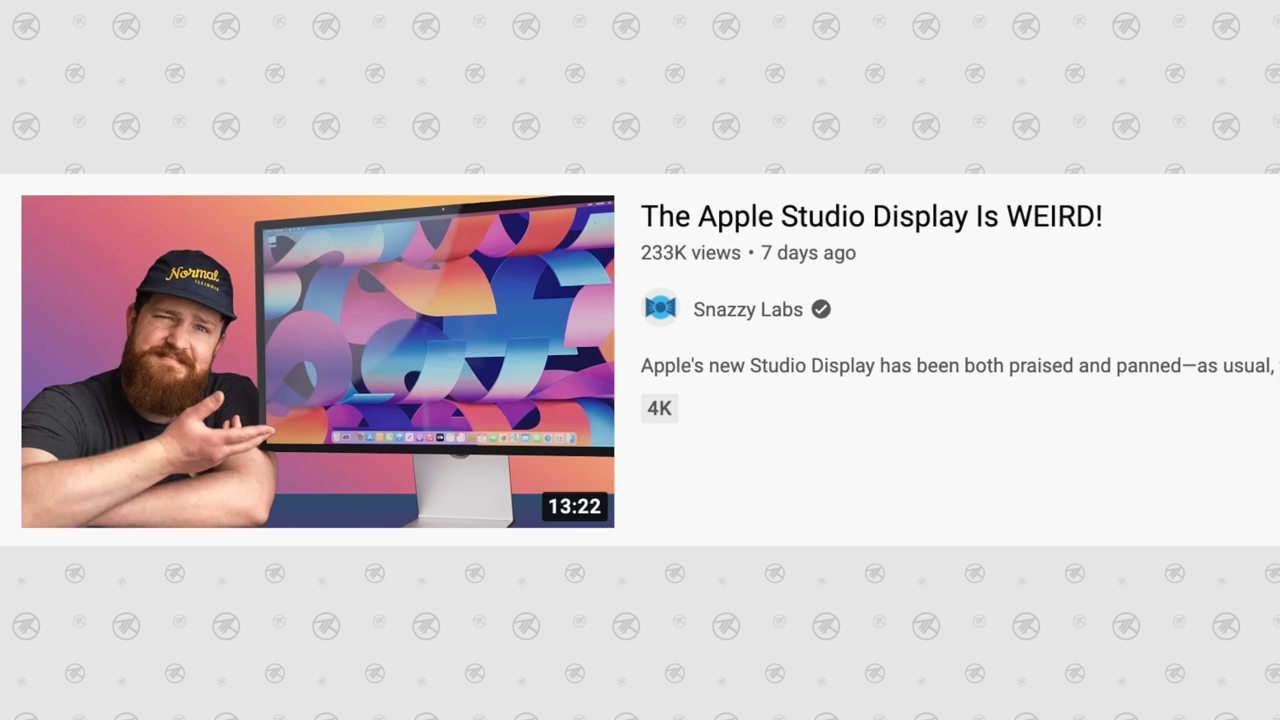 The Apple Studio Display Is WEIRD!
233K views • 7 days ago
Normal
ILLINOIS
Snazzy Labs
Apple's new Studio Display has been both praised and panned—as usual,
4K
13:22